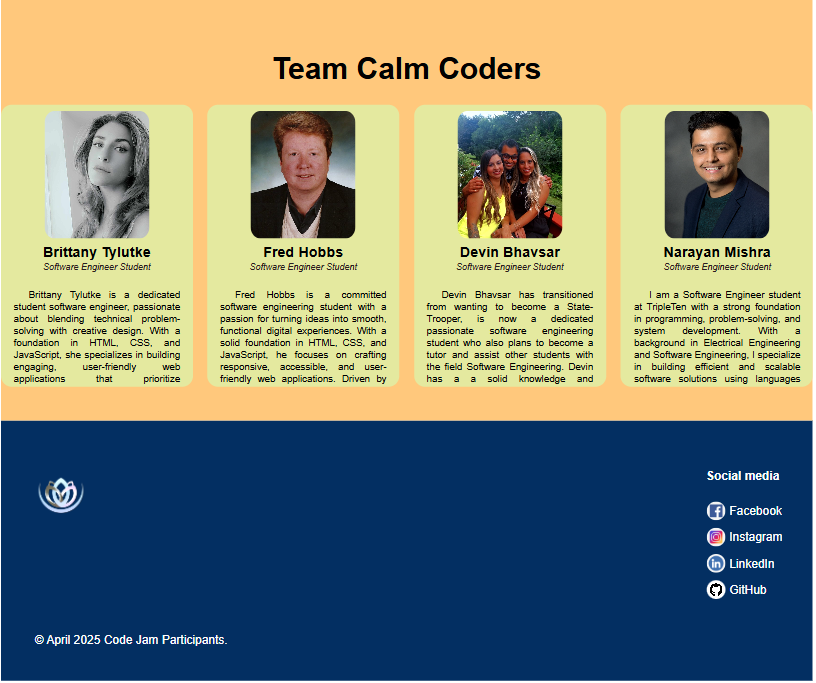 Team Calm Coders
Brittany Tylutke
Software Engineer Student
Brittany Tylutke is a dedicated
student software engineer, passionate
about blending technical problem-
solving with creative design. With a
foundation in HTML, CSS, and
JavaScript, she specializes in building
engaging, user-friendly web
applications that prioritize
Fred Hobbs
Software Engineer Student
Fred Hobbs is a committed
software engineering student with a
passion for turning ideas into smooth,
functional digital experiences. With a
solid foundation in HTML, CSS, and
JavaScript, he focuses on crafting
responsive, accessible, and user-
friendly web applications. Driven by
Devin Bhavsar
Software Engineer Student
Devin Bhavsar has transitioned
from wanting to become a State-
Trooper, is now a dedicated
passionate software engineering
student who also plans to become a
tutor and assist other students with
the field Software Engineering. Devin
has a a solid knowledge and
Narayan Mishra
Software Engineer Student
I am a Software Engineer student
at TripleTen with a strong foundation
in programming, problem-solving, and
system development. With a
background in Electrical Engineering
and Software Engineering, I specialize
in building efficient and scalable
software solutions using languages
Social media
Facebook
Instagram
LinkedIn
GitHub
© April 2025 Code Jam Participants.